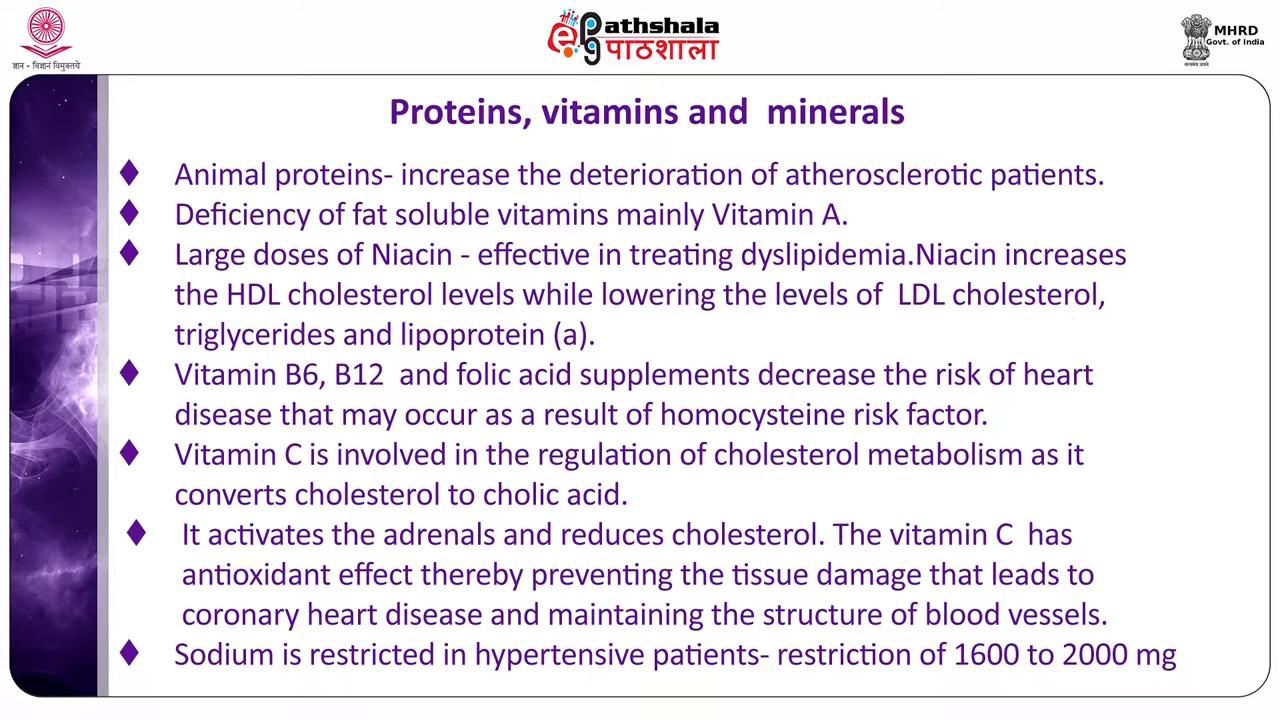 ज्ञान - विज्ञान विमुक्तये
ePathshala
पाठशाला
MHRD
Govt. of India
सत्यमेव जयते
Proteins, vitamins and minerals
Animal proteins- increase the deterioration of atherosclerotic patients.
Deficiency of fat soluble vitamins mainly Vitamin A.
Large doses of Niacin - effective in treating dyslipidemia.Niacin increases
the HDL cholesterol levels while lowering the levels of LDL cholesterol,
triglycerides and lipoprotein (a).
Vitamin B6, B12 and folic acid supplements decrease the risk of heart
disease that may occur as a result of homocysteine risk factor.
Vitamin C is involved in the regulation of cholesterol metabolism as it
converts cholesterol to cholic acid.
It activates the adrenals and reduces cholesterol. The vitamin C has
antioxidant effect thereby preventing the tissue damage that leads to
coronary heart disease and maintaining the structure of blood vessels.
Sodium is restricted in hypertensive patients- restriction of 1600 to 2000 mg